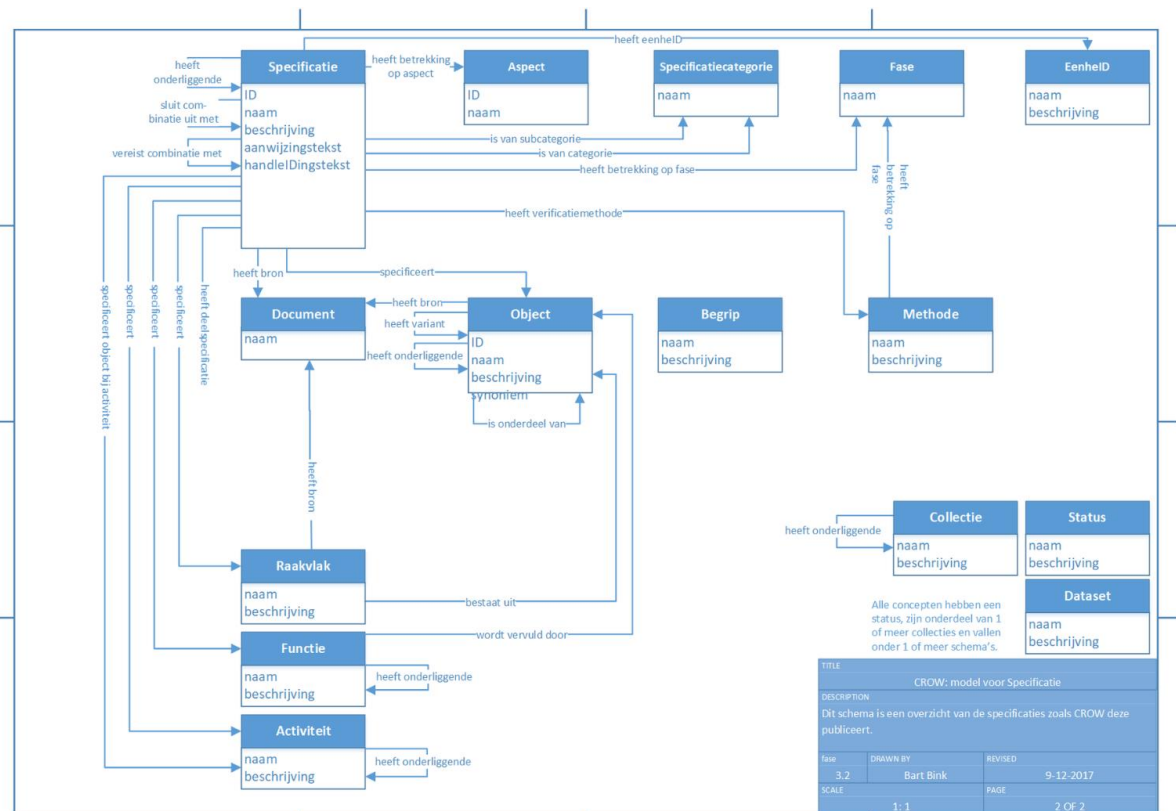 heeft eenheID
Specificatie
ID
naam
beschrijving
aanwijzingstekst
handleIDingstekst
heeft
onderliggende
sluit com-
binatie uit met
vereist combinatie met
heeft betrekking
op aspect
Aspect
ID
naam
Specificatiecategorie
naam
Fase
naam
EenheID
naam
beschrijving
is van subcategorie
is van categorie
heeft betrekking op fase
heeft verificatiemethode
heeft
betrekking op
fase
specificeert object bij activiteit
specificeert
specificeert
specificeert
heeft deelspecificatie
heeft bron
specificeert
Document
naam
heeft bron
heeft variant
heeft onderliggende
Object
ID
naam
beschrijving
synoniem
is onderdeel van
Begrip
naam
beschrijving
Methode
naam
beschrijving
heeft bron
Raakvlak
naam
beschrijving
bestaat uit
Functie
naam
beschrijving
wordt vervuld door
heeft onderliggende
Activiteit
naam
beschrijving
heeft onderliggende
heeft onderliggende
Collectie
naam
beschrijving
Status
naam
beschrijving
Dataset
naam
beschrijving
Alle concepten hebben een
status, zijn onderdeel van 1
of meer collecties en vallen
onder 1 of meer schema's.
TITLE
CROW: model voor Specificatie
DESCRIPTION
Dit schema is een overzicht van de specificaties zoals CROW deze
publiceert.
fase DRAWN BY REVISED
3.2 Bart Bink 9-12-2017
SCALE PAGE
1: 1 2 OF 2